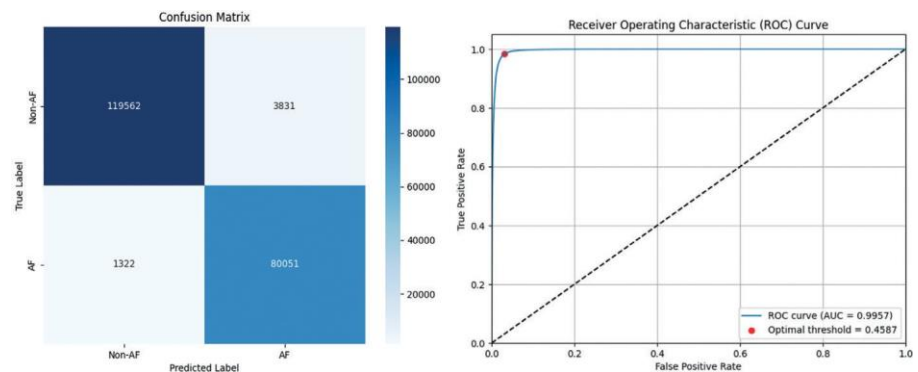 Confusion Matrix
Non-AF
119562
3831
AF
1322
80051
True Label
Non-AF
AF
Predicted Label
100000
80000
60000
40000
20000
Receiver Operating Characteristic (ROC) Curve
1.0
0.8
0.6
0.4
0.2
0.0
True Positive Rate
0.0
0.2
0.4
0.6
0.8
1.0
False Positive Rate
ROC curve (AUC = 0.9957)
Optimal threshold = 0.4587